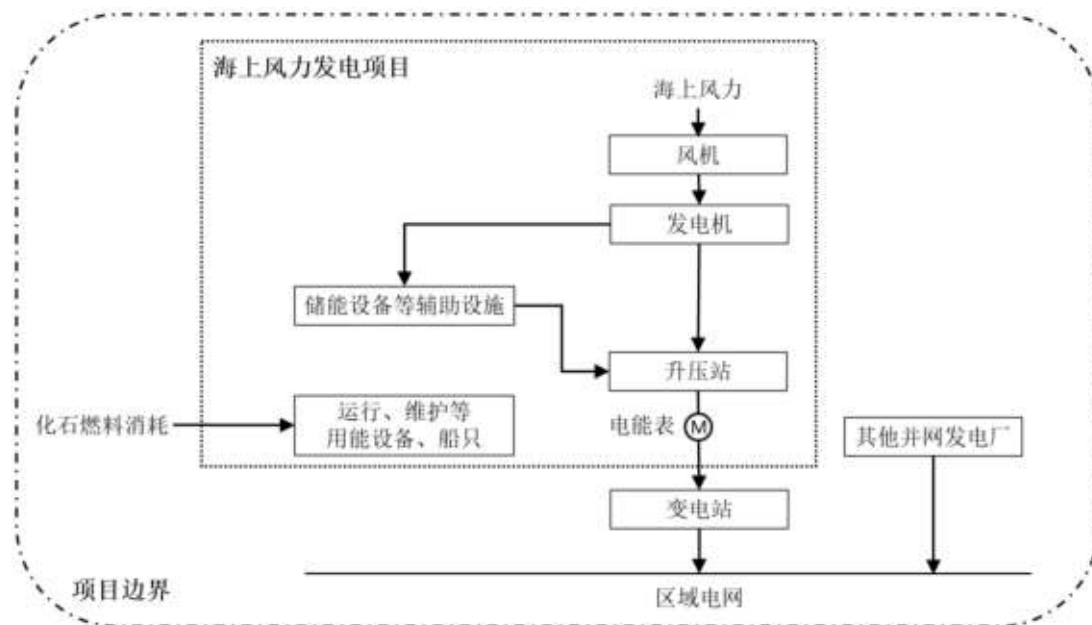 海上风力发电项目
海上风力
风机
发电机
储能设备等辅助设施
升压站
化石燃料消耗
运行、维护等
用能设备、船只
电能表
M
其他并网发电厂
变电站
项目边界
区域电网